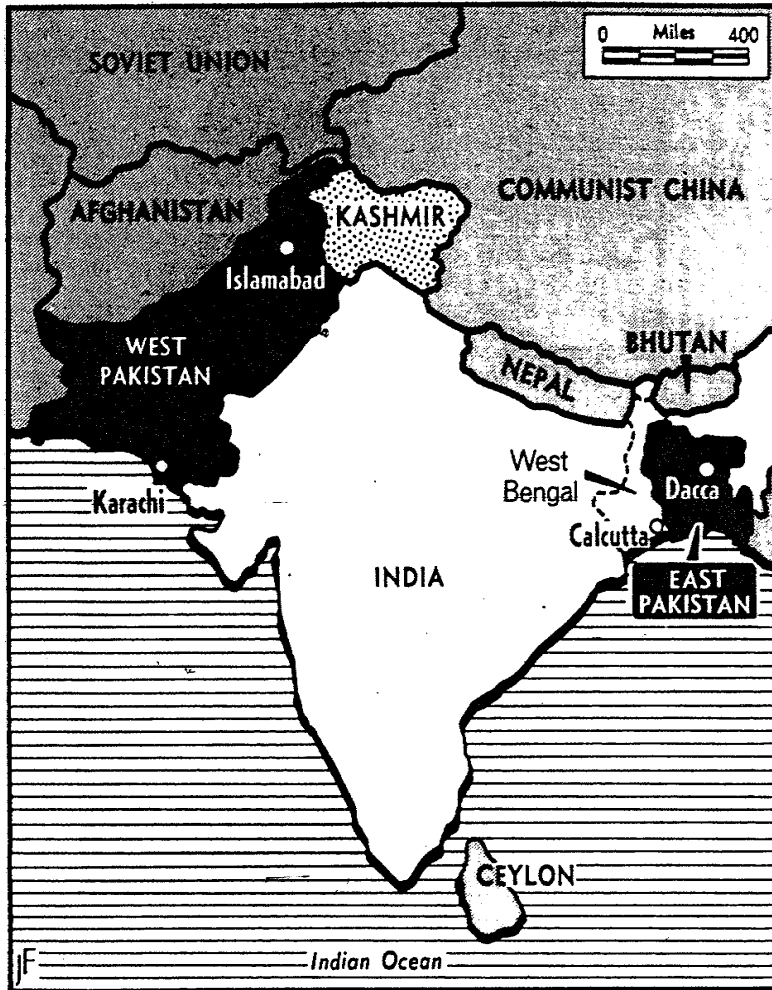 0 Miles 400
SOVIET UNION
COMMUNIST CHINA
AFGHANISTAN
KASHMIR
Islamabad
WEST
PAKISTAN
BHUTAN
NEPAL
West
Bengal
Dacca
Karachi
Calcutta
INDIA
EAST
PAKISTAN
CEYLON
Indian Ocean
JF